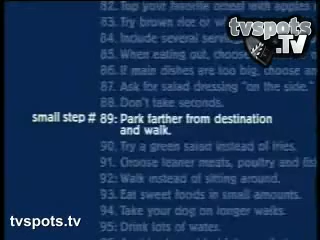 82. Top your favorite cereal with apples
83. Try brown rice or w
84. Include several servi
85. When eating out, choose
86. If main dishes are too big, choose
87. Ask for salad dressing "on the side."
88. Don't take seconds.
small step # 89: Park farther from destination
and walk.
90. Try a green salad instead of fries.
91. Choose leaner meats, poultry and fis
92. Walk instead of sitting around.
93. Eat sweet foods in small amounts.
94. Take your dog on longer walks.
95. Drink lots of water.
tvspots
.TV
tvspots.tv